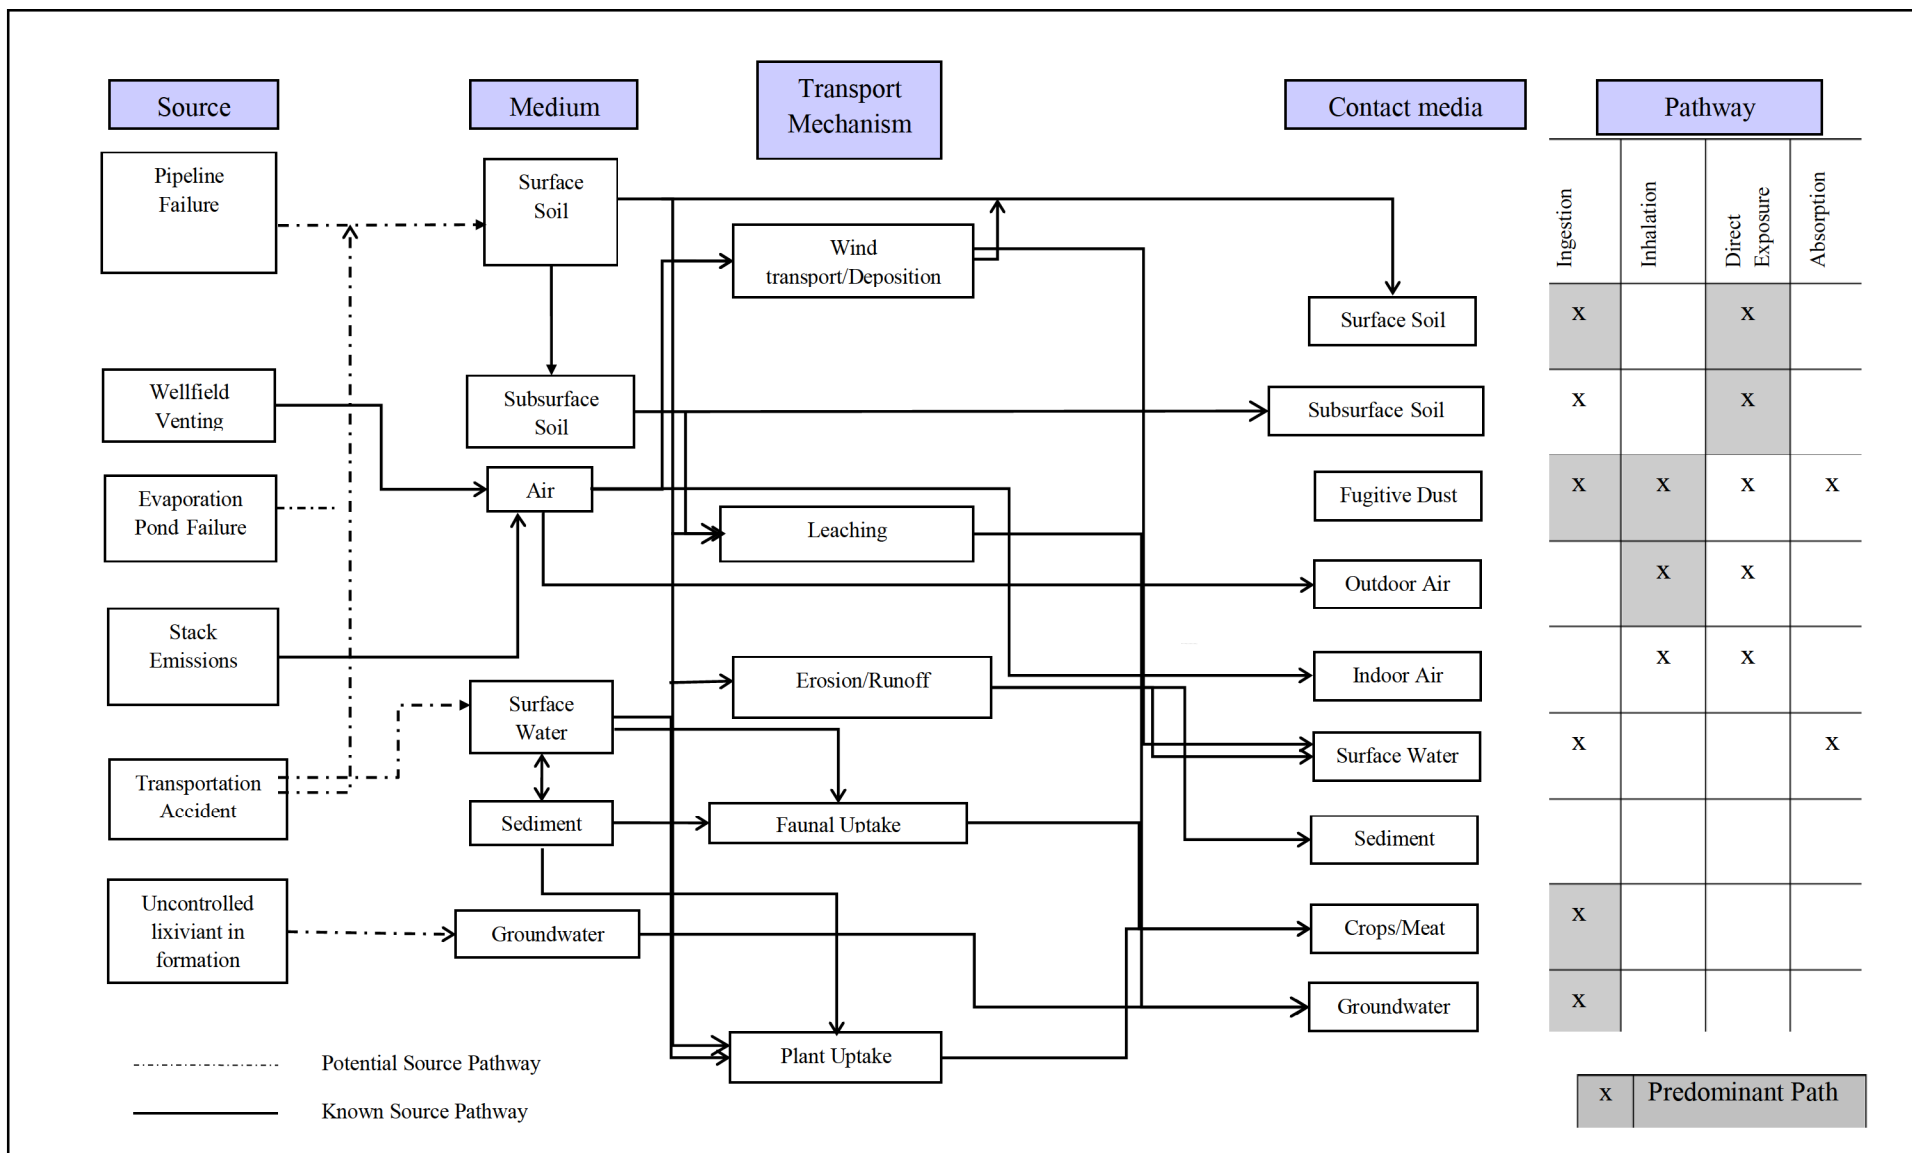 Source
Medium
Transport
Mechanism
Contact media
Pathway
Ingestion
Inhalation
Direct
Exposure
Absorption
Pipeline
Failure
Surface
Soil
Wind
transport/Deposition
Surface Soil
x x
Wellfield
Venting
Subsurface
Soil
Subsurface Soil
x x
Evaporation
Pond Failure
Air
Leaching
Fugitive Dust
x x x x
Outdoor Air
x x
Stack
Emissions
Surface
Water
Erosion/Runoff
Indoor Air
x x
Transportation
Accident
Sediment
Faunal Uptake
Surface Water
x x
Sediment
Uncontrolled
lixiviant in
formation
Groundwater
Crops/Meat
x
Groundwater
x
Plant Uptake
Potential Source Pathway
Known Source Pathway
x Predominant Path